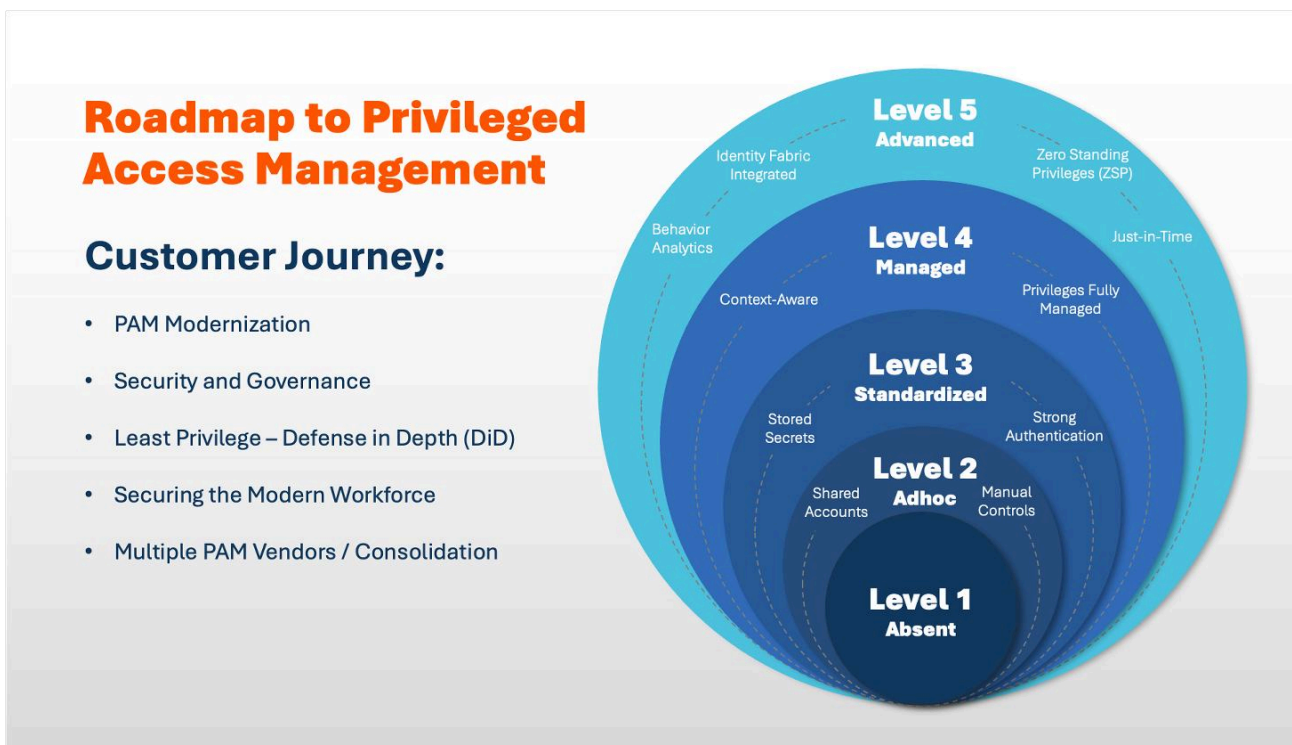 Roadmap to Privileged
Access Management
Customer Journey:
• PAM Modernization
• Security and Governance
• Least Privilege – Defense in Depth (DiD)
• Securing the Modern Workforce
• Multiple PAM Vendors / Consolidation
Level 5
Advanced
Identity Fabric
Integrated
Zero Standing
Privileges (ZSP)
Behavior
Analytics
Just-in-Time
Level 4
Managed
Context-Aware
Privileges Fully
Managed
Level 3
Standardized
Stored
Secrets
Strong
Authentication
Level 2
Adhoc
Shared
Accounts
Manual
Controls
Level 1
Absent